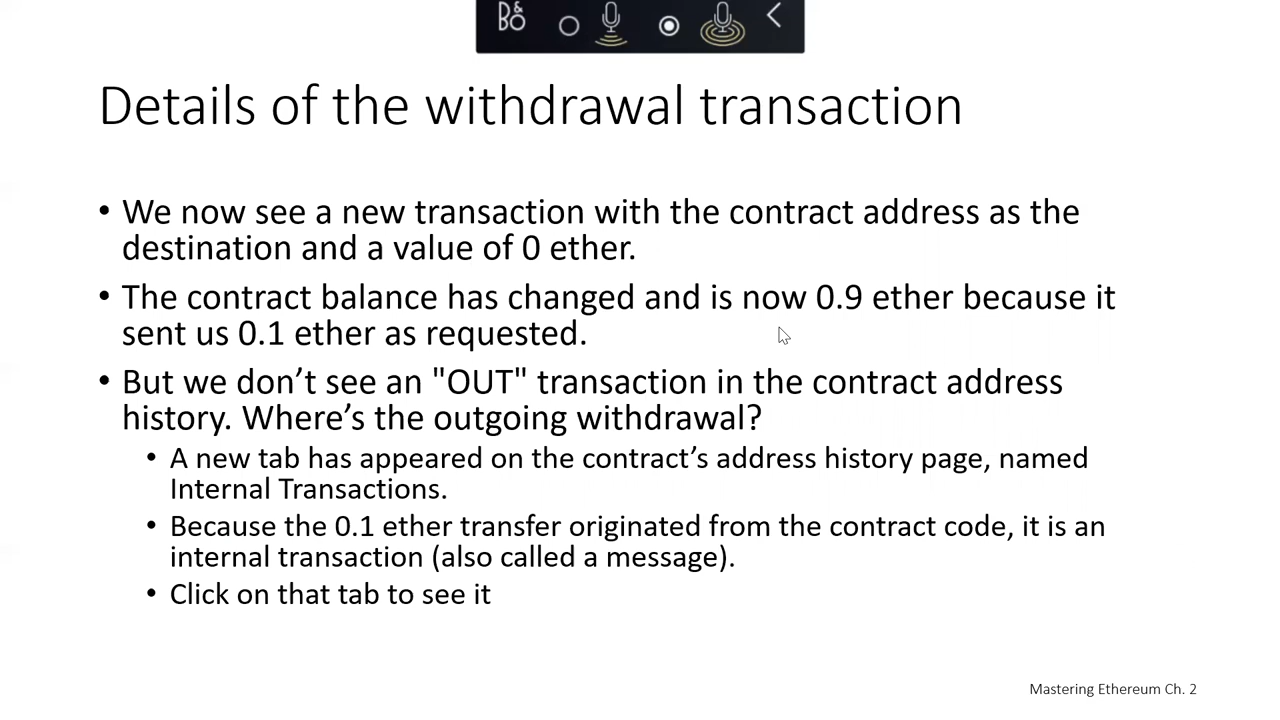 B&O
Details of the withdrawal transaction
• We now see a new transaction with the contract address as the
destination and a value of 0 ether.
• The contract balance has changed and is now 0.9 ether because it
sent us 0.1 ether as requested.
• But we don’t see an "OUT" transaction in the contract address
history. Where’s the outgoing withdrawal?
• A new tab has appeared on the contract’s address history page, named
Internal Transactions.
• Because the 0.1 ether transfer originated from the contract code, it is an
internal transaction (also called a message).
• Click on that tab to see it
Mastering Ethereum Ch. 2